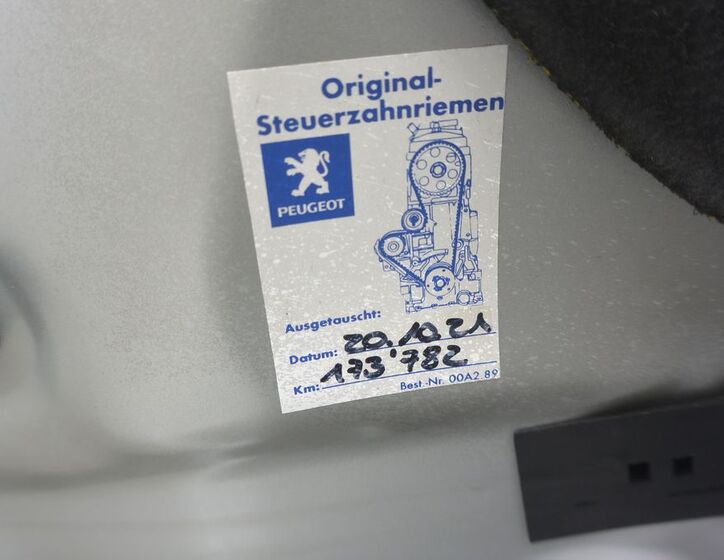 Original-
Steuerzahnriemen
PEUGEOT
Ausgetauscht:
Datum: 20.10.21
Km: 173'782
Best.-Nr. 00A2 89